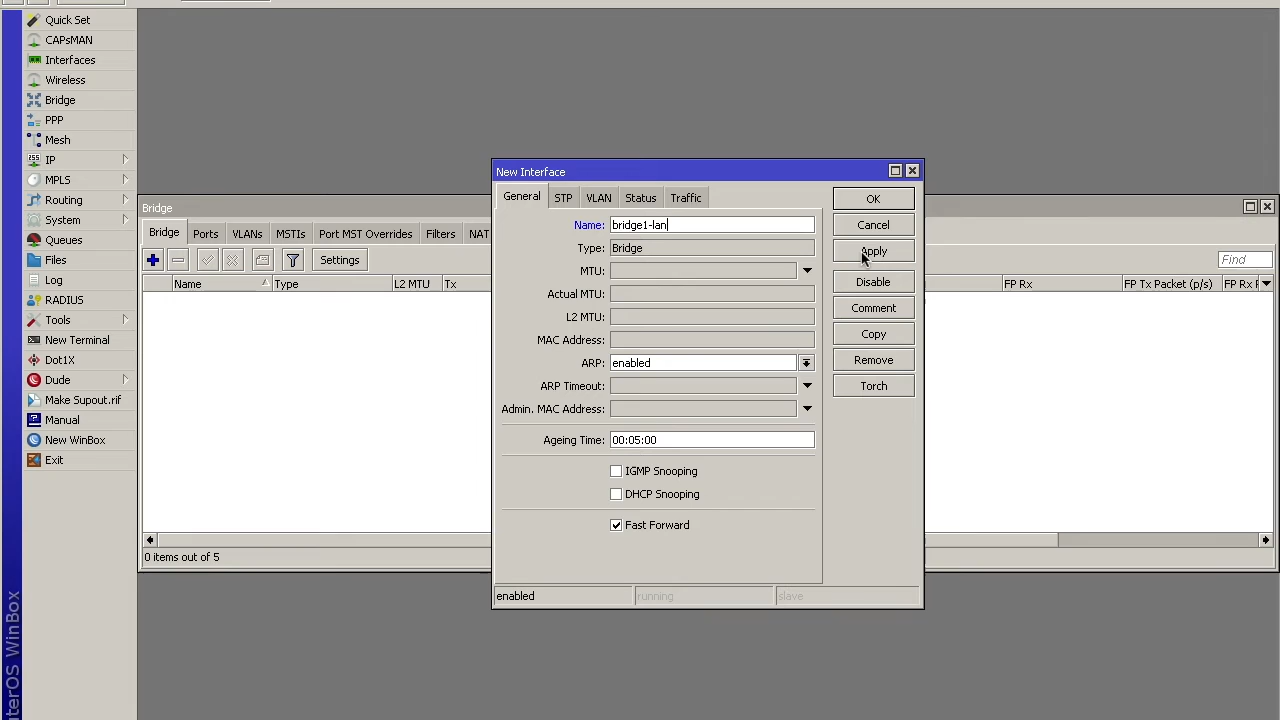 Quick Set
CAPsMAN
Interfaces
Wireless
Bridge
PPP
Mesh
255
IP
MPLS
Routing
System
Queues
Files
Log
RADIUS
Tools
New Terminal
Dot1X
Dude
Make Supout.rif
Manual
New WinBox
Exit
uterOS WinBox
Bridge
Bridge Ports VLANs MSTIs Port MST Overrides Filters NAT
Settings
Find
Name Type L2 MTU Tx FP Rx FP Tx Packet (p/s) FP Rx
0 items out of 5
New Interface
General STP VLAN Status Traffic
Name: bridge1-lan
Type: Bridge
MTU:
Actual MTU:
L2 MTU:
MAC Address:
ARP: enabled
ARP Timeout:
Admin. MAC Address:
Ageing Time: 00:05:00
IGMP Snooping
DHCP Snooping
Fast Forward
OK
Cancel
Apply
Disable
Comment
Copy
Remove
Torch
enabled running slave